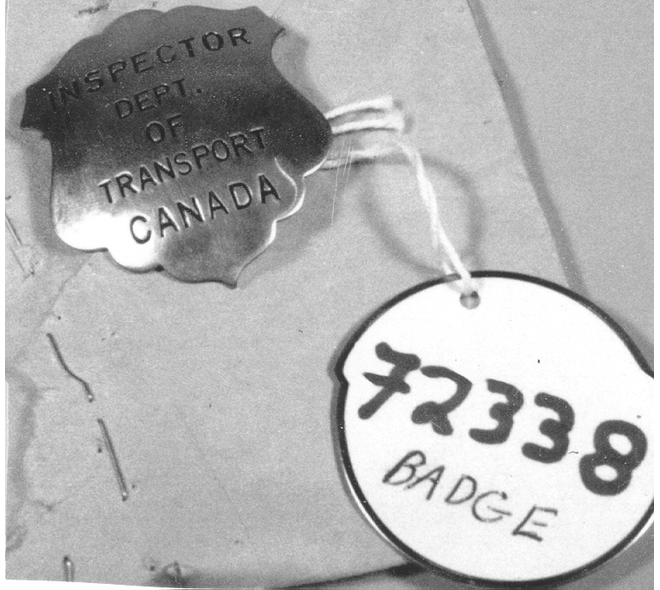 INSPECTOR
DEPT.
OF
TRANSPORT
CANADA
72338
BADGE